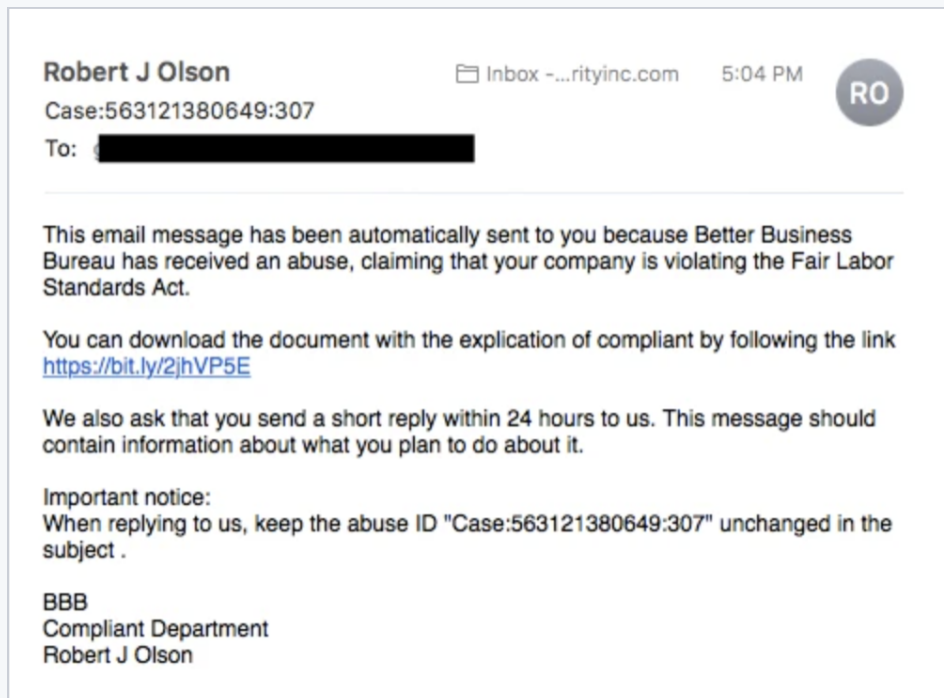 Robert J Olson
Inbox -...rityinc.com
5:04 PM
RO
Case:563121380649:307
To:
This email message has been automatically sent to you because Better Business
Bureau has received an abuse, claiming that your company is violating the Fair Labor
Standards Act.
You can download the document with the explication of compliant by following the link
https://bit.ly/2jhVP5E
We also ask that you send a short reply within 24 hours to us. This message should
contain information about what you plan to do about it.
Important notice:
When replying to us, keep the abuse ID "Case:563121380649:307" unchanged in the
subject .
BBB
Compliant Department
Robert J Olson